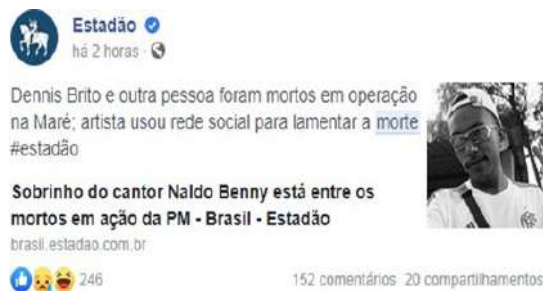 Estadão
há 2 horas ·
Dennis Brito e outra pessoa foram mortos em operação
na Maré; artista usou rede social para lamentar a morte
#estadão
Sobrinho do cantor Naldo Benny está entre os
mortos em ação da PM - Brasil - Estadão
brasil.estadao.com.br
246
152 comentários 20 compartilhamentos